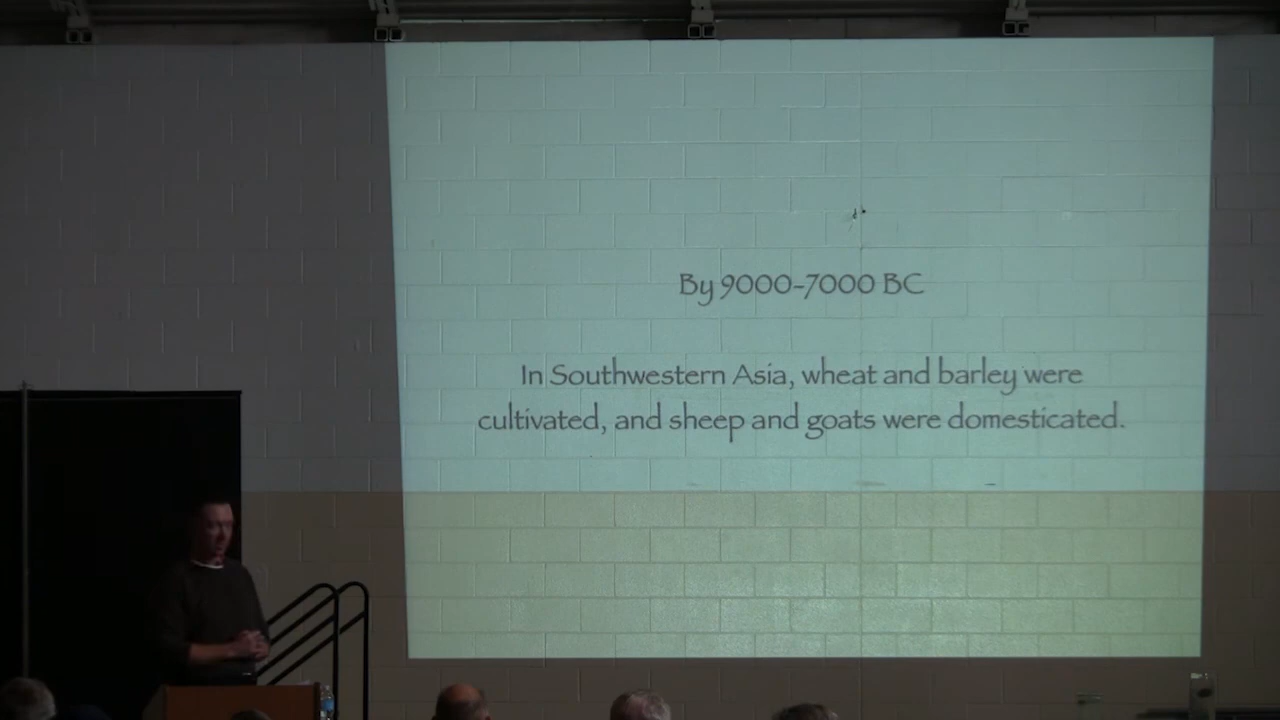 By 9000-7000 BC
In Southwestern Asia, wheat and barley were
cultivated, and sheep and goats were domesticated.